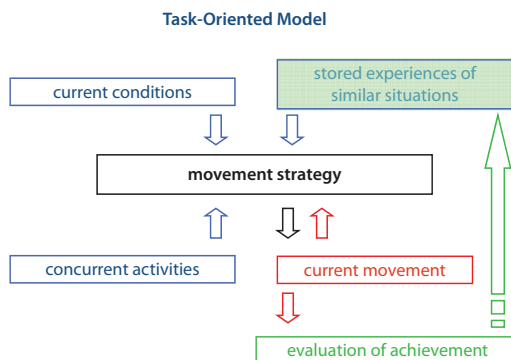 Task-Oriented Model
current conditions
stored experiences of
similar situations
movement strategy
concurrent activities
current movement
evaluation of achievement